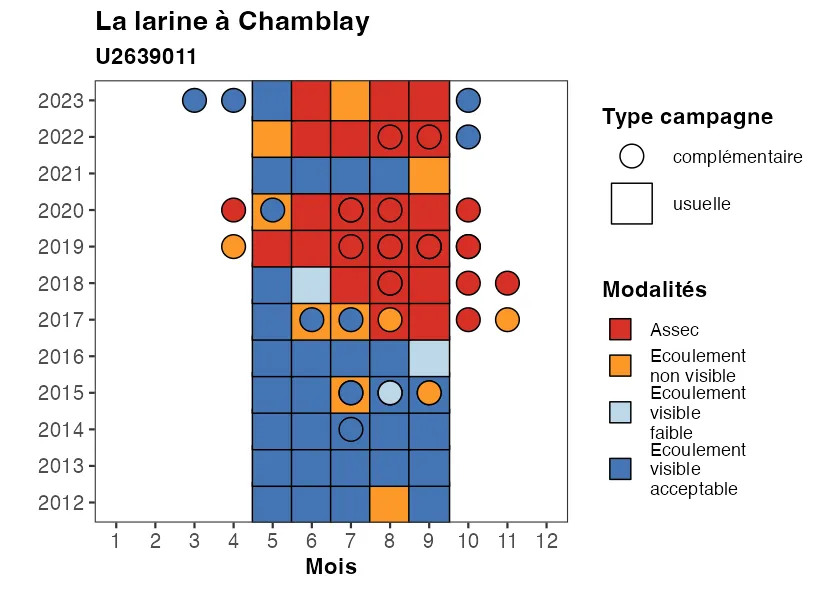 La larine à Chamblay
U2639011
2023
2022
2021
2020
2019
2018
2017
2016
2015
2014
2013
2012
1 2 3 4 5 6 7 8 9 10 11 12
Mois
Type campagne
complémentaire
usuelle
Modalités
Assec
Ecoulement
non visible
Ecoulement
visible
faible
Ecoulement
visible
acceptable